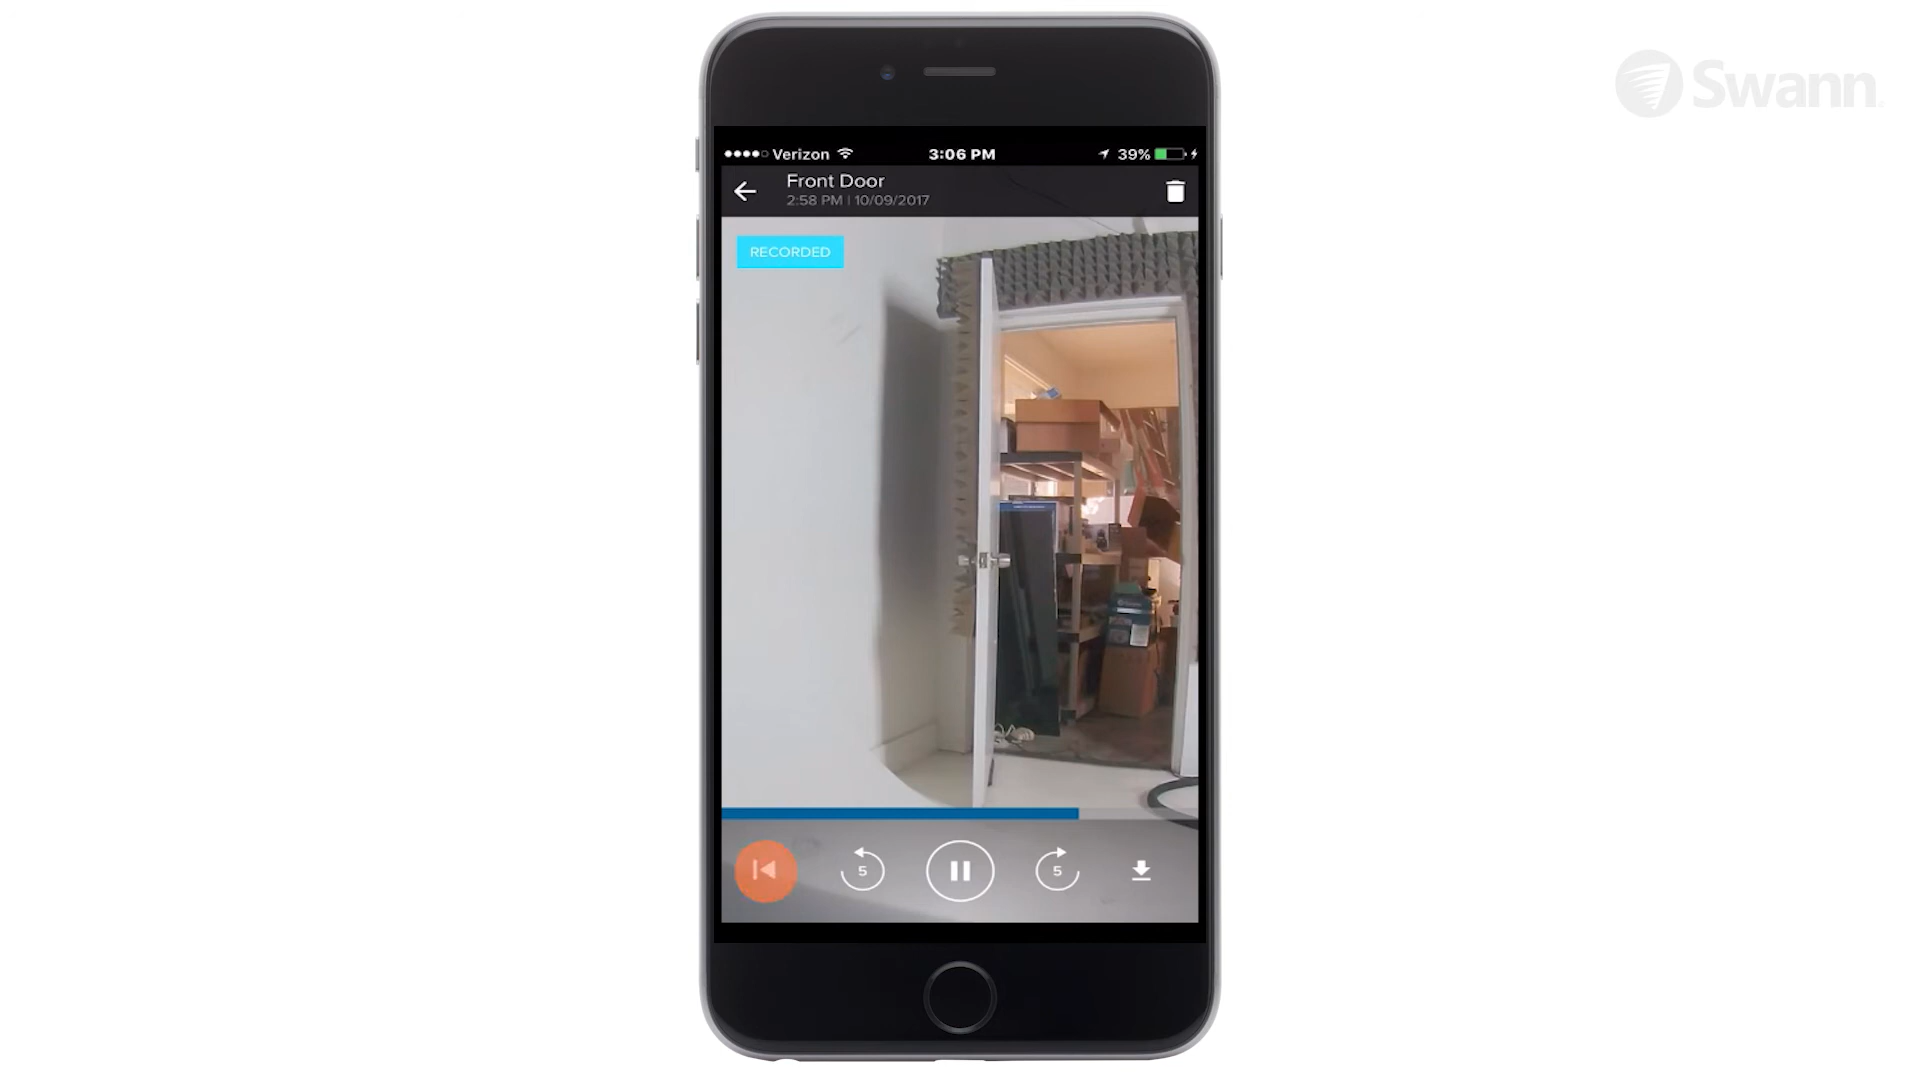 Swann
Verizon 3:06 PM 39%
Front Door
2:58 PM | 10/09/2017
RECORDED
5 5